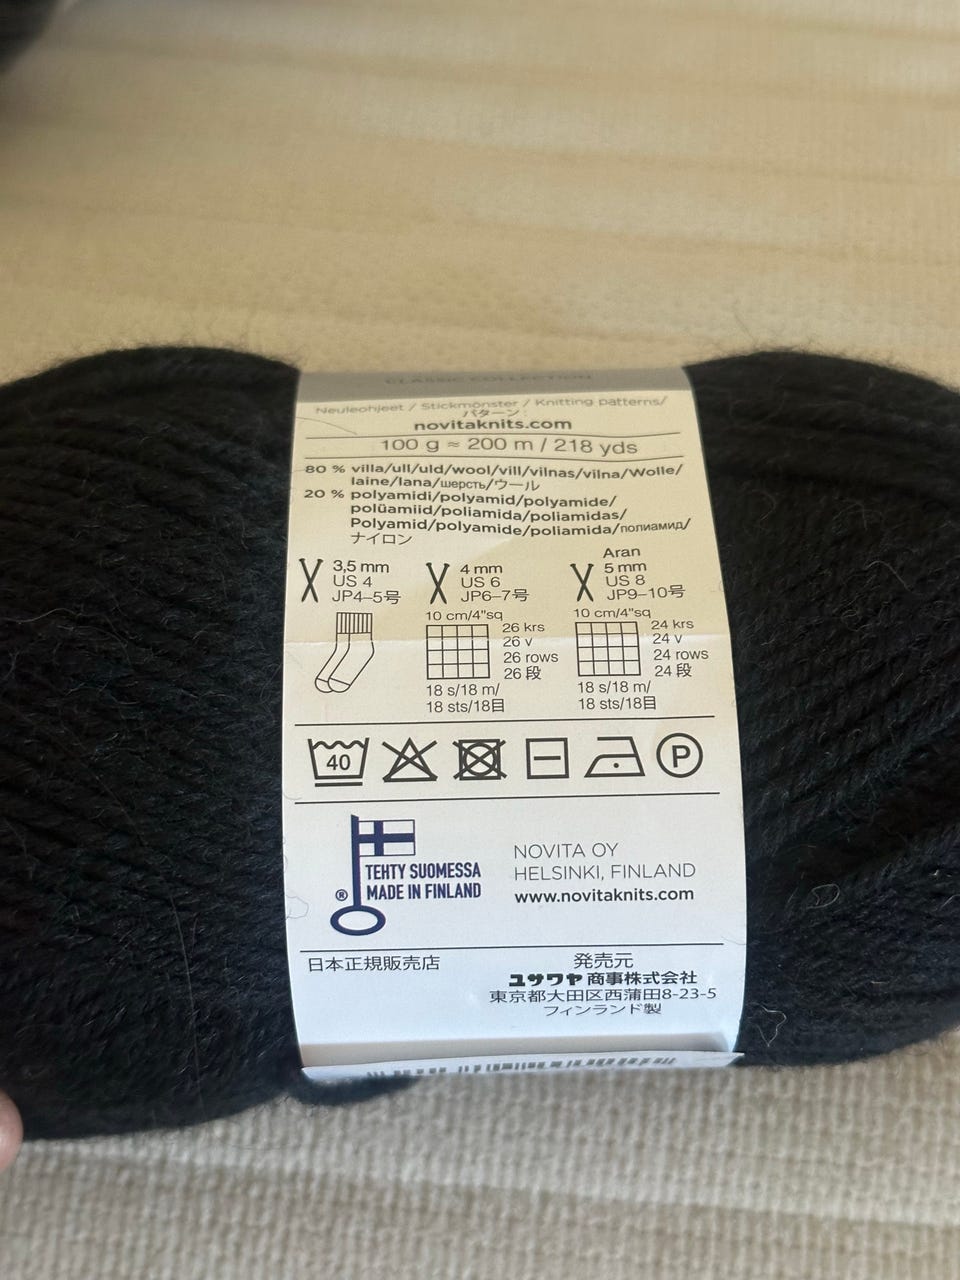 CLASSIC COLLECTION
Neuleohjeet / Stickmönster / Knitting patterns/
パターン:
novitaknits.com
100 g ≈ 200 m / 218 yds
80 % villa/ull/uld/wool/vill/vilnas/vilna/Wolle/
laine/lana/шерсть/ウール
20 % polyamidi/polyamid/polyamide/
polüamiid/poliamida/poliamidas/
Polyamid/polyamide/poliamida/полиамид/
ナイロン
3,5 mm
US 4
JP4–5号
4 mm
US 6
JP6–7号
10 cm/4"sq
26 krs
26 v
26 rows
26 段
18 s/18 m/
18 sts/18目
Aran
5 mm
US 8
JP9–10号
10 cm/4"sq
24 krs
24 v
24 rows
24 段
18 s/18 m/
18 sts/18目
40
P
TEHTY SUOMESSA
® MADE IN FINLAND
NOVITA OY
HELSINKI, FINLAND
www.novitaknits.com
日本正規販売店
発売元
ユザワヤ商事株式会社
東京都大田区西蒲田8-23-5
フィンランド製